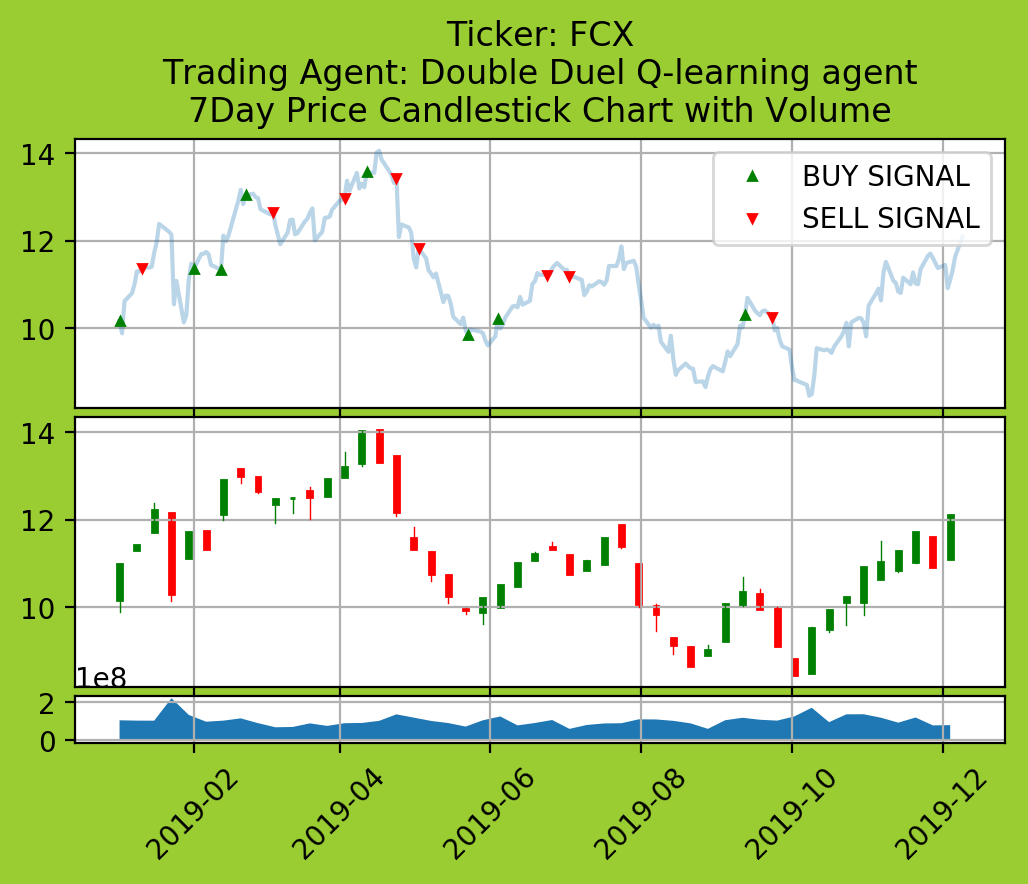 Ticker: FCX
Trading Agent: Double Duel Q-learning agent
7Day Price Candlestick Chart with Volume
14
12
10
BUY SIGNAL
SELL SIGNAL
14
12
10
1e8
2
0
2019-02
2019-04
2019-06
2019-08
2019-10
2019-12